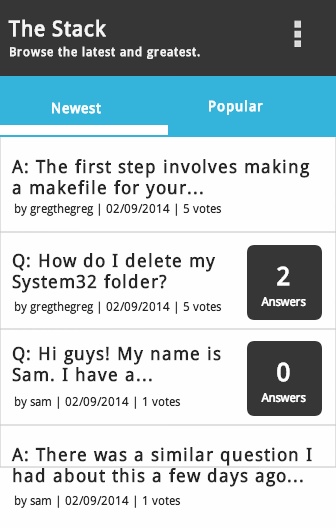 The Stack
Browse the latest and greatest.
Newest
Popular
A: The first step involves making
a makefile for your...
by gregthegreg | 02/09/2014 | 5 votes
Q: How do I delete my
System32 folder?
by gregthegreg | 02/09/2014 | 5 votes
2
Answers
Q: Hi guys! My name is
Sam. I have a...
by sam | 02/09/2014 | 1 votes
0
Answers
A: There was a similar question I
had about this a few days ago...
by sam | 02/09/2014 | 1 votes